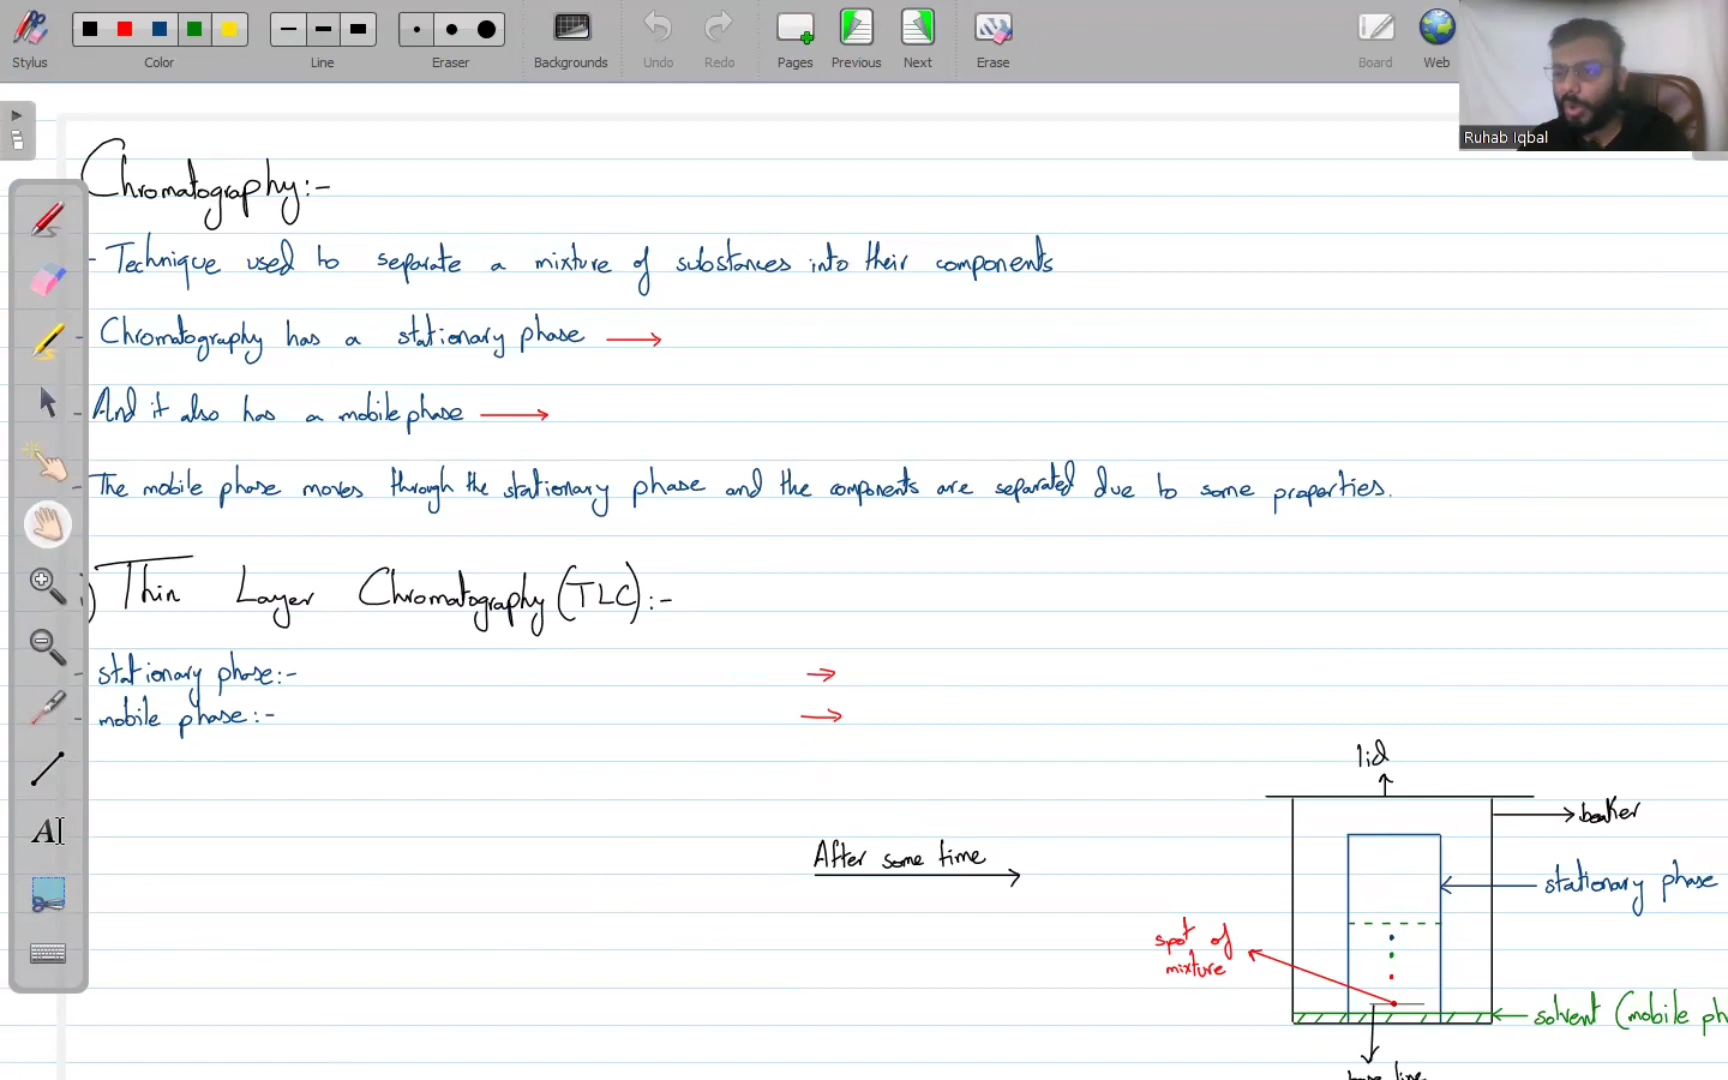 Stylus
Color
Line
Eraser
Backgrounds
Undo
Redo
Pages
Previous
Next
Erase
Board
Web
Ruhab Iqbal
Chromatography:-
- Technique used to separate a mixture of substances into their components
- Chromatography has a stationary phase →
- And it also has a mobile phase →
- The mobile phase moves through the stationary phase and the components are separated due to some properties.
) Thin Layer Chromatography (TLC):-
- stationary phase:- →
- mobile phase:- →
lid
beaker
After some time
stationary phase
spot of
mixture
solvent (mobile ph
line